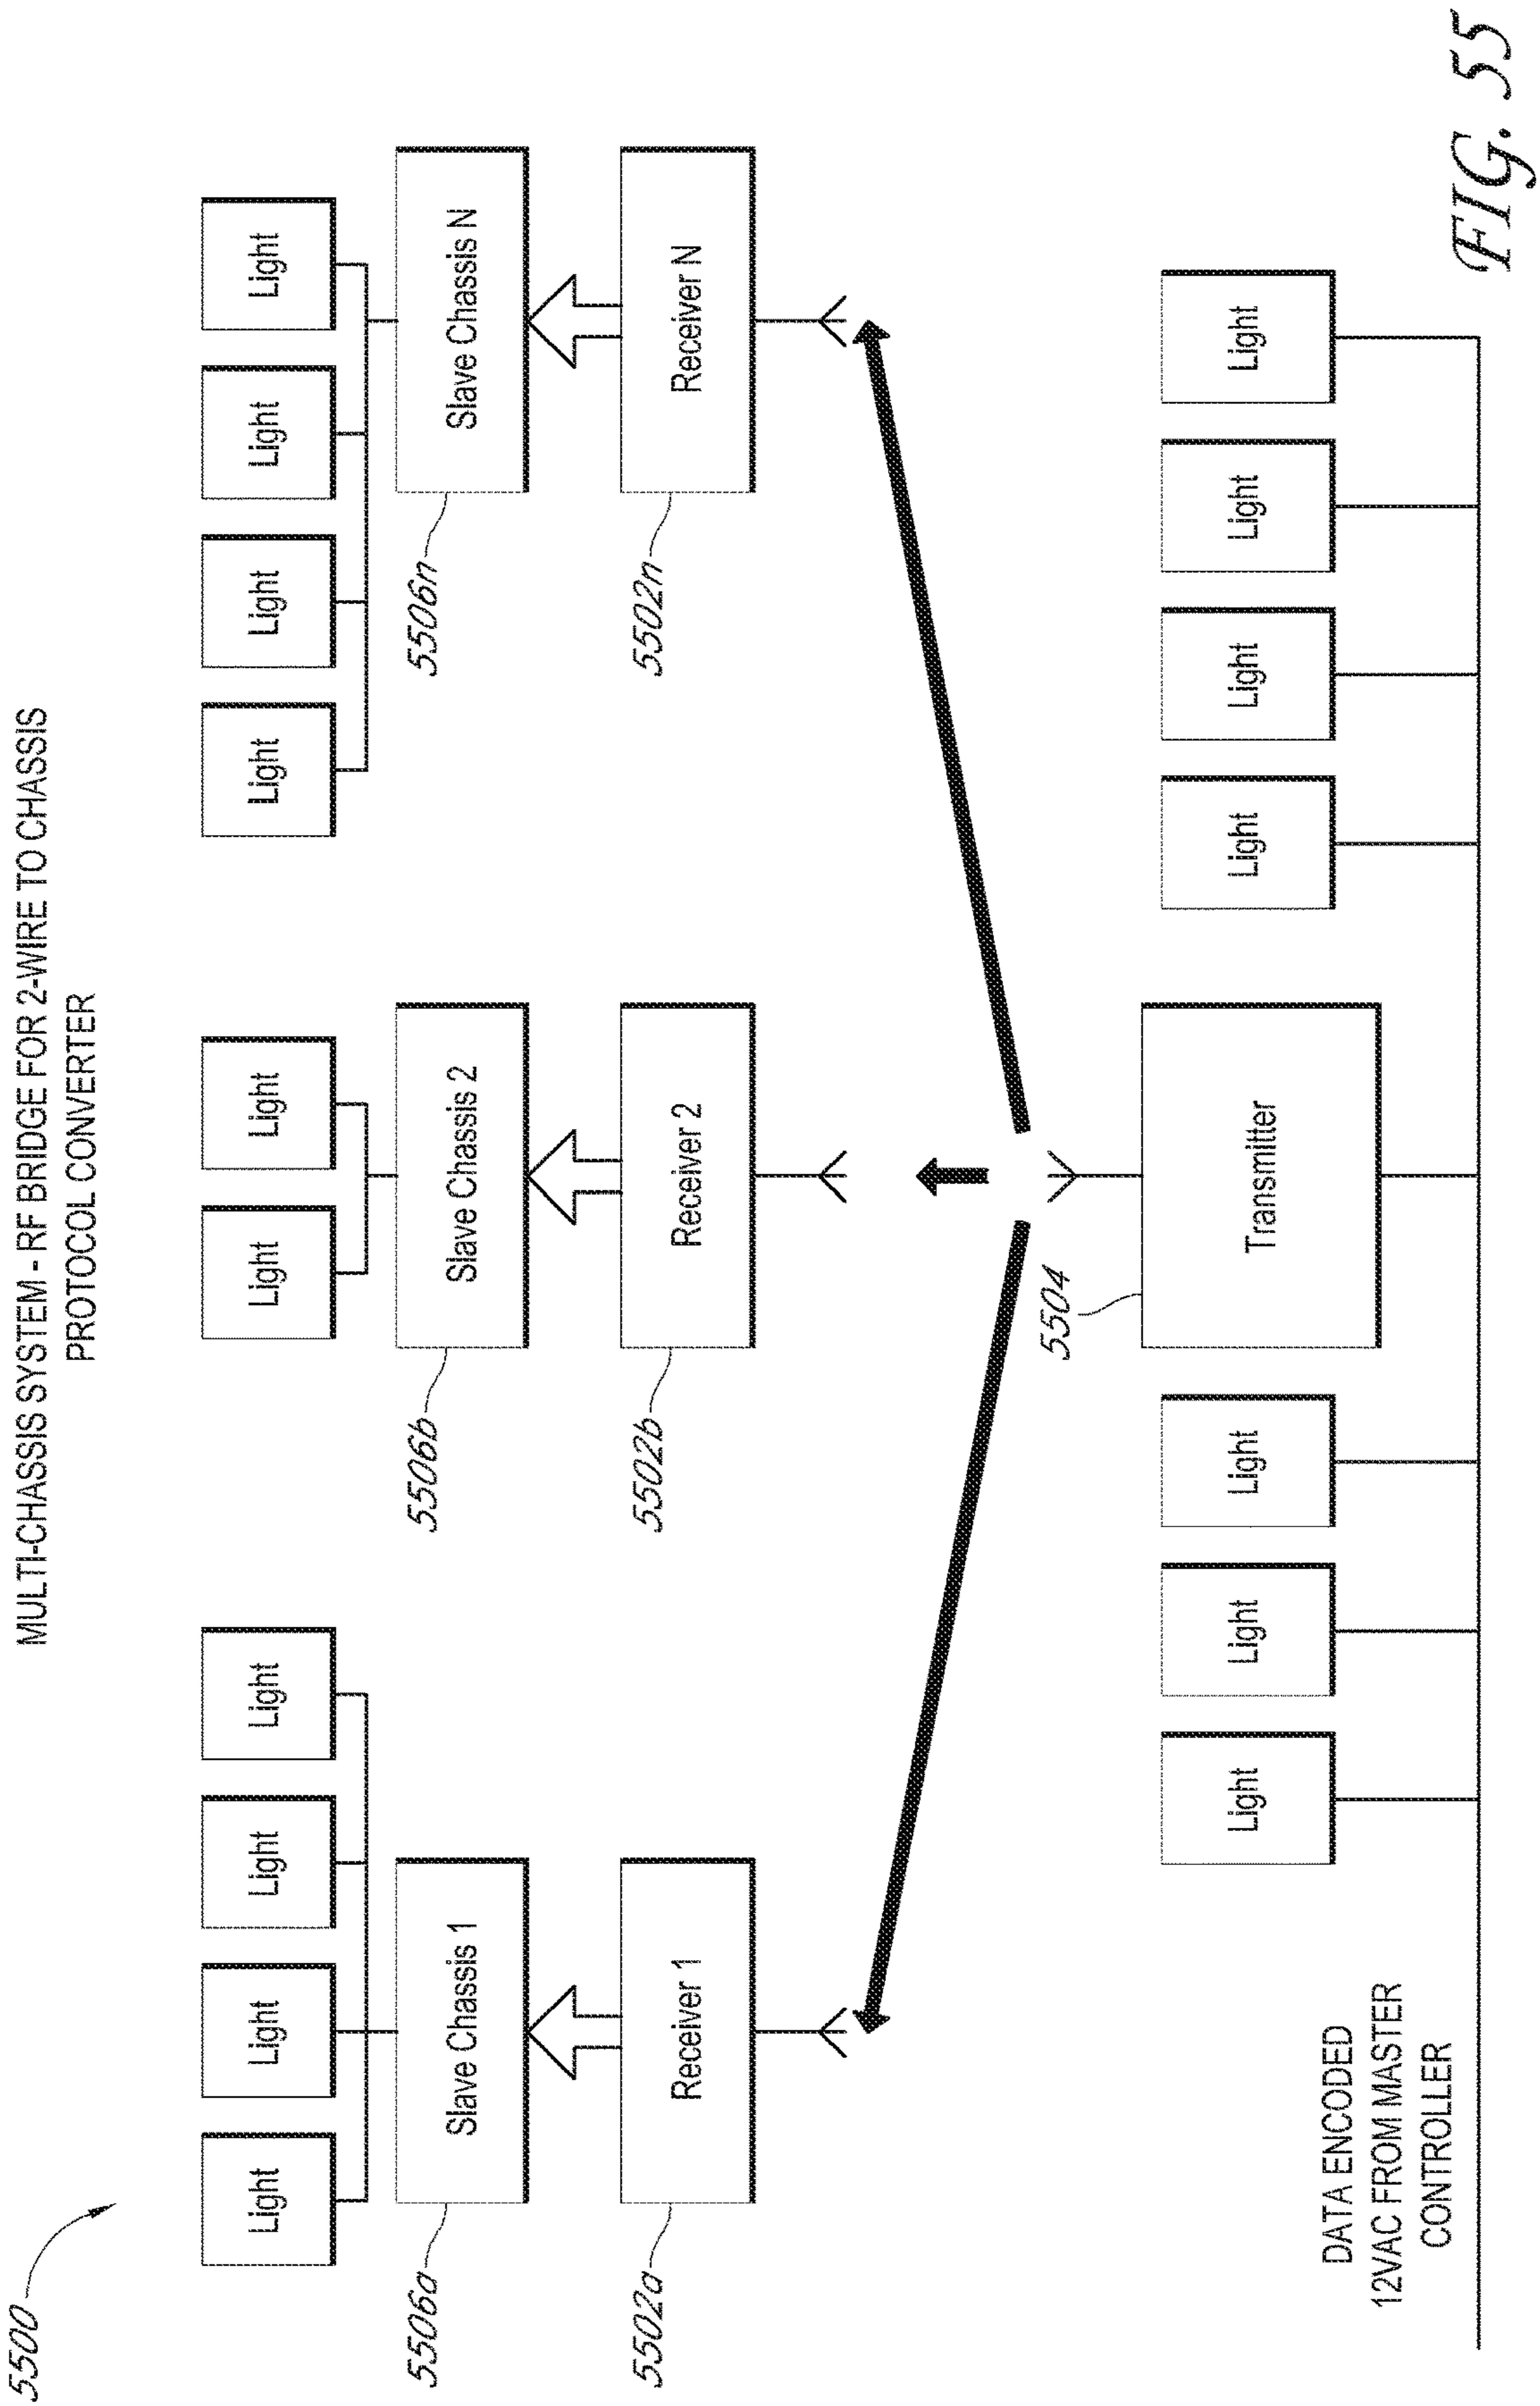 MULTI-CHASSIS SYSTEM - RF BRIDGE FOR 2-WIRE TO CHASSIS
PROTOCOL CONVERTER
5500
Light
Light
Light
Light
Light
Light
Light
Light
Light
Light
Slave Chassis 1
Slave Chassis 2
Slave Chassis N
5506a
5506b
5506n
Receiver 1
Receiver 2
Receiver N
5502a
5502b
5502n
5504
Transmitter
Light
Light
Light
Light
Light
Light
Light
DATA ENCODED
12VAC FROM MASTER
CONTROLLER
FIG. 55